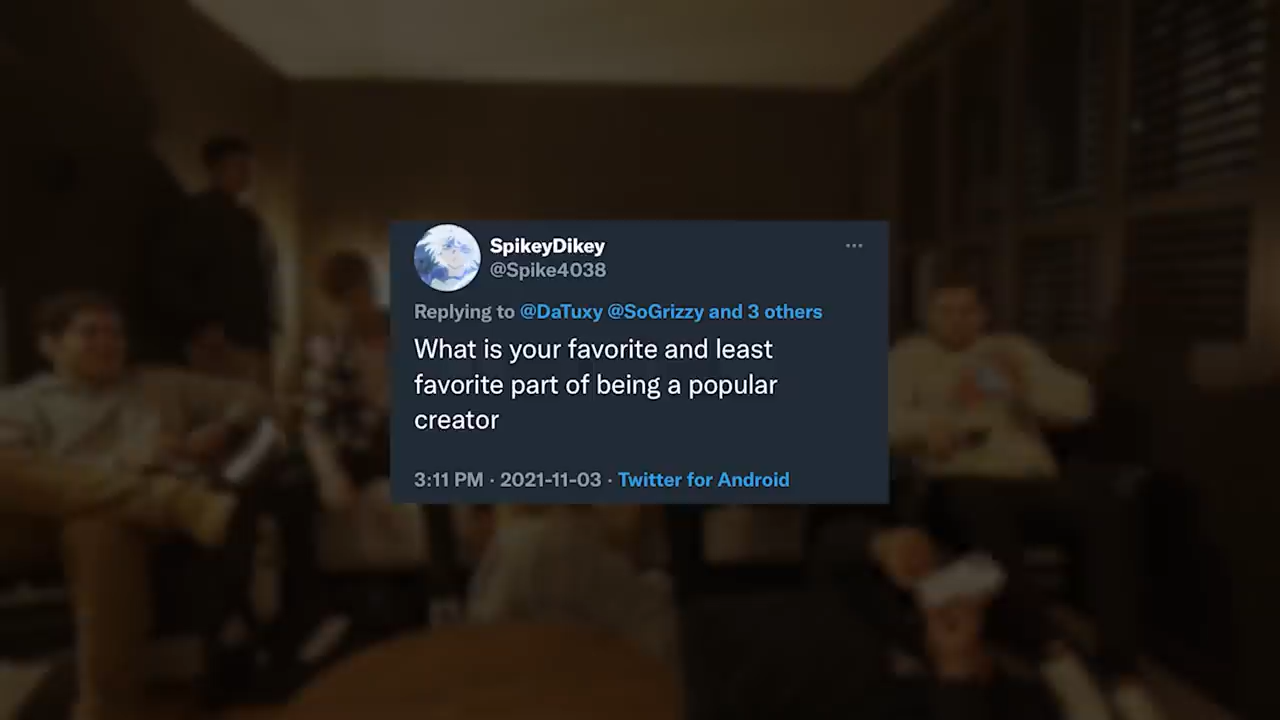 SpikeyDikey
@Spike4038
Replying to @DaTuxy @SoGrizzy and 3 others
What is your favorite and least
favorite part of being a popular
creator
3:11 PM · 2021-11-03 · Twitter for Android